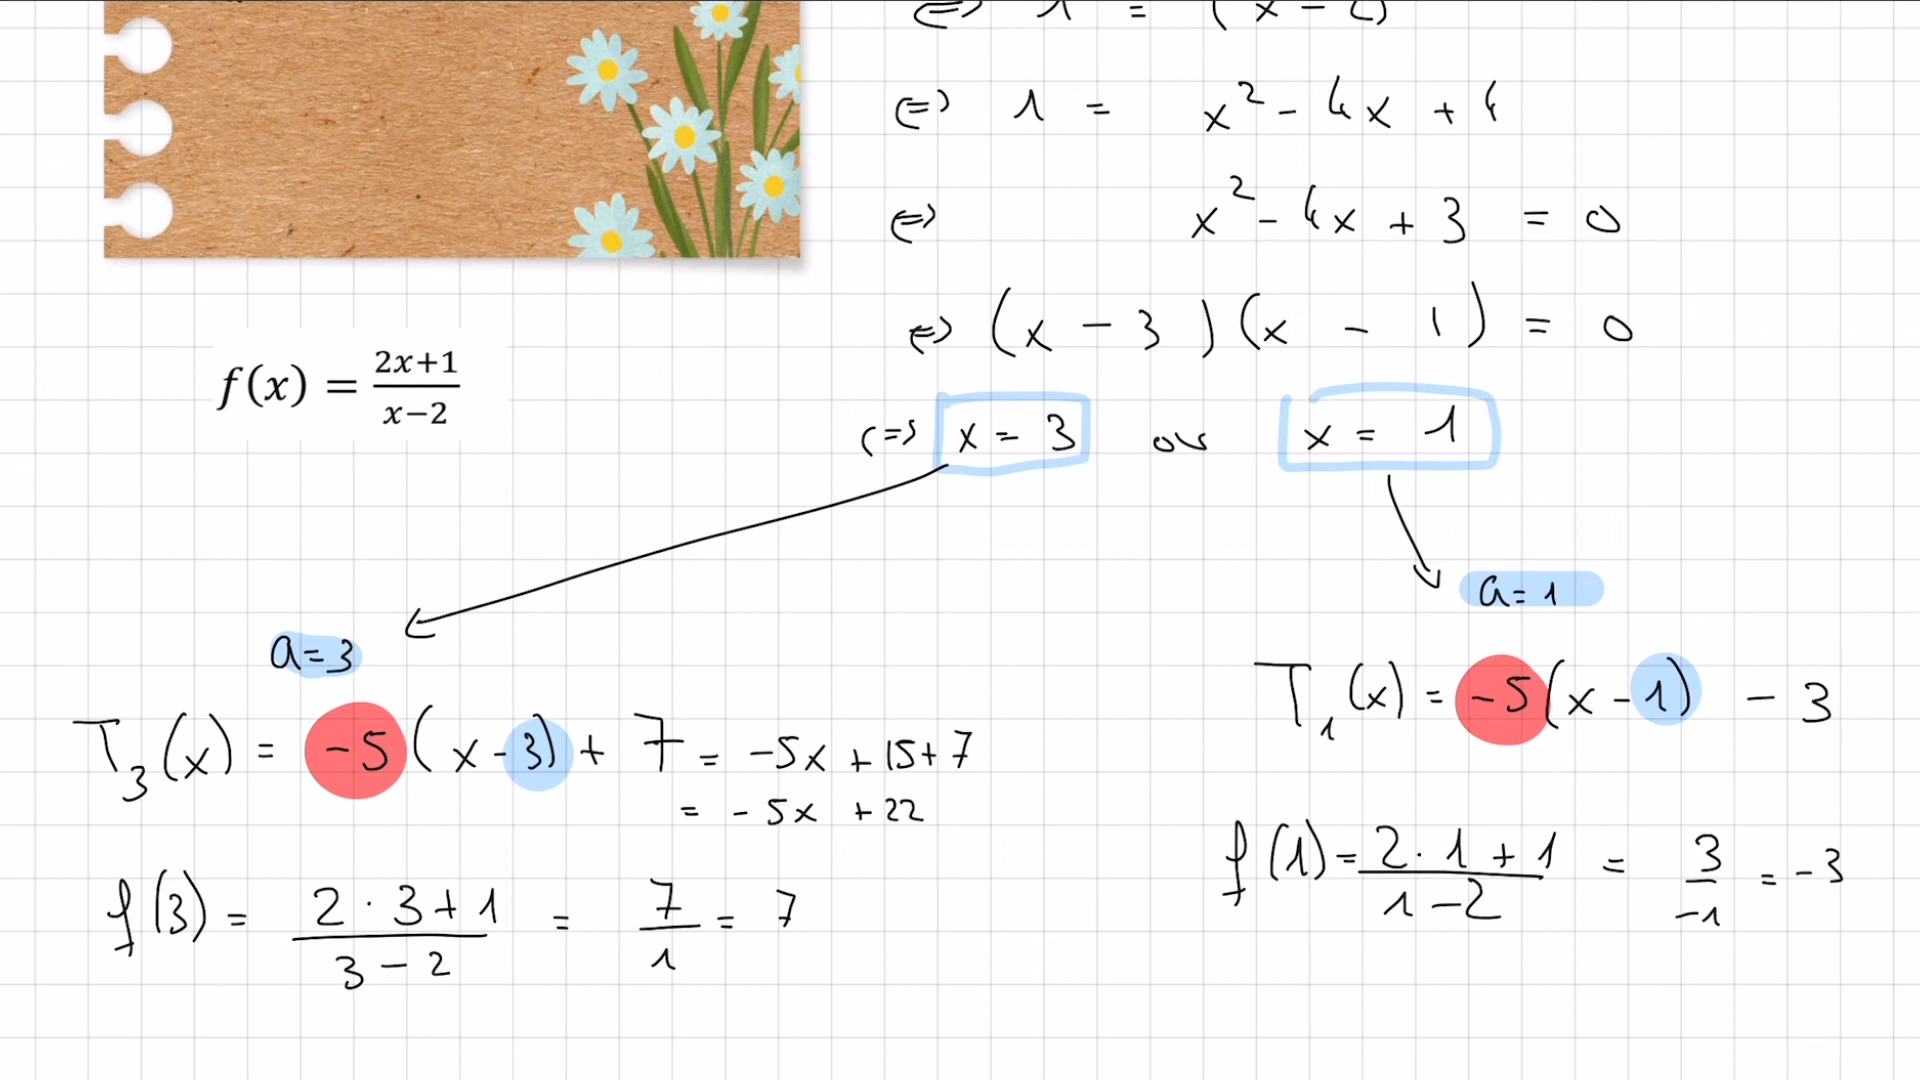 ⇔ 1 = (x - 2)
⇔ 1 = x² - 4x + 4
⇔ x² - 4x + 3 = 0
⇔ (x - 3)(x - 1) = 0
⇔ x = 3 ou x = 1
f(x) = (2x+1)/(x-2)
a = 3
T₃(x) = -5(x-3) + 7 = -5x + 15 + 7
= -5x + 22
f(3) = (2·3+1)/(3-2) = 7/1 = 7
a = 1
T₁(x) = -5(x-1) - 3
f(1) = (2·1+1)/(1-2) = 3/-1 = -3